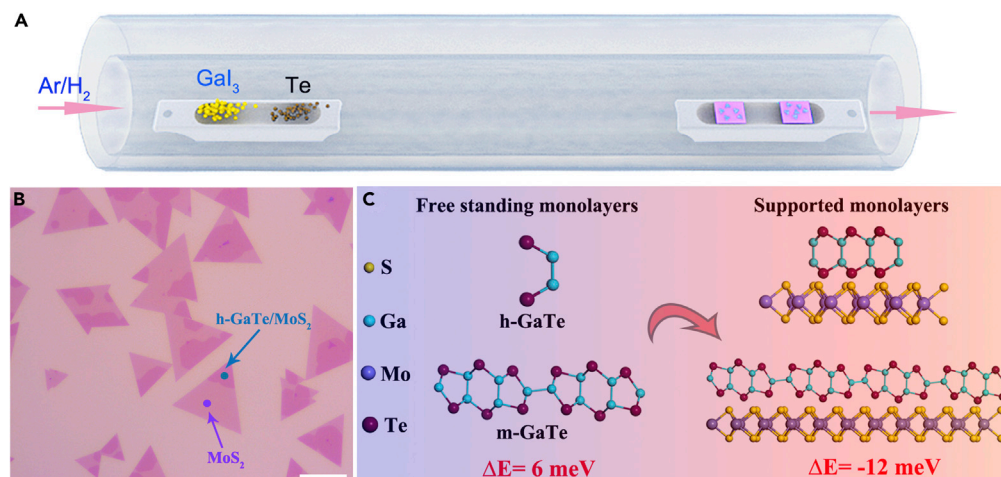 A
Ar/H2
GaI3
Te
B
h-GaTe/MoS2
MoS2
C
Free standing monolayers
Supported monolayers
S
Ga
Mo
Te
h-GaTe
m-GaTe
ΔE= 6 meV
ΔE= -12 meV